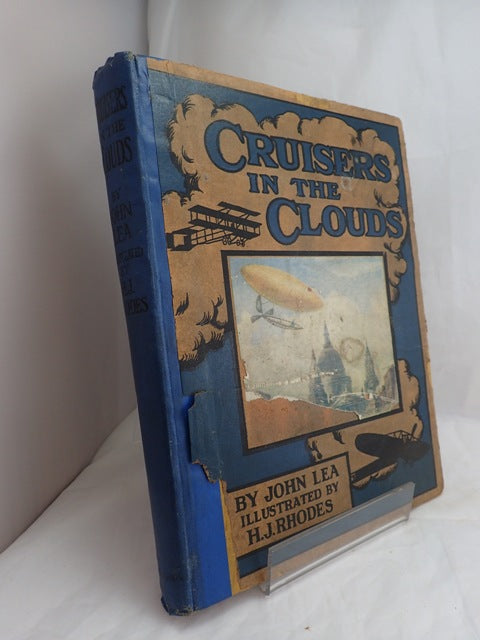 CRUISERS
IN THE
CLOUDS
BY JOHN LEA
ILLUSTRATED BY
H.J.RHODES
CRUISERS
IN THE
CLOUDS
BY
JOHN
LEA